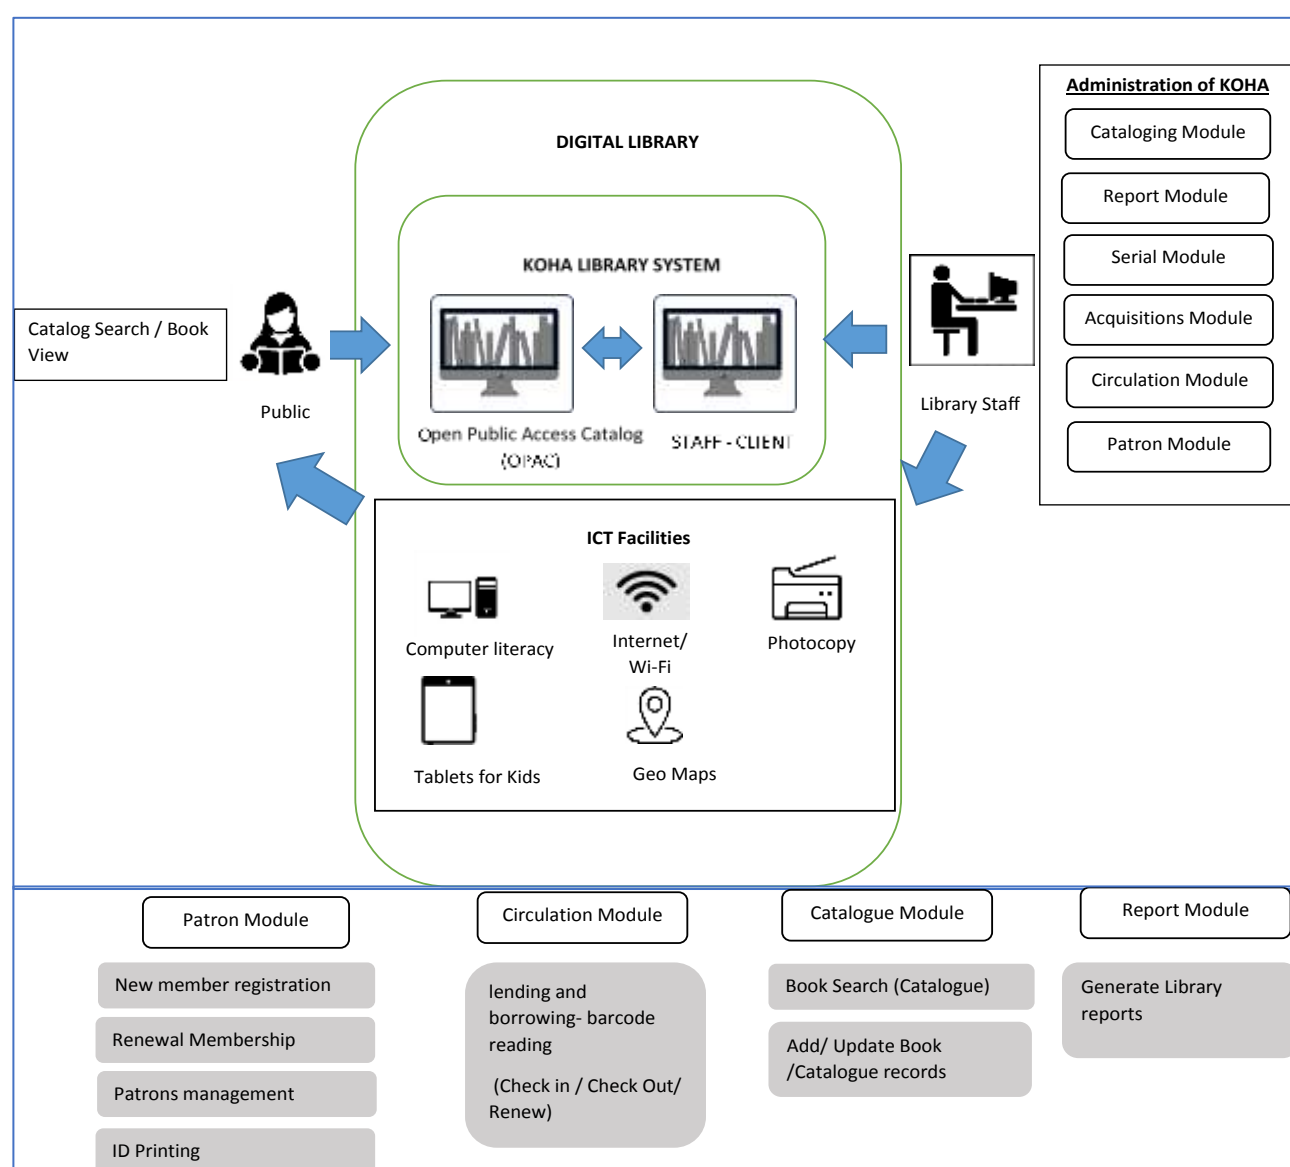 Administration of KOHA
Cataloging Module
Report Module
Serial Module
Acquisitions Module
Circulation Module
Patron Module
DIGITAL LIBRARY
KOHA LIBRARY SYSTEM
Open Public Access Catalog
(OPAC)
STAFF - CLIENT
Catalog Search / Book
View
Public
Library Staff
ICT Facilities
Computer literacy
Internet/
Wi-Fi
Photocopy
Tablets for Kids
Geo Maps
Patron Module
New member registration
Renewal Membership
Patrons management
ID Printing
Circulation Module
lending and
borrowing- barcode
reading
(Check in / Check Out/
Renew)
Catalogue Module
Book Search (Catalogue)
Add/ Update Book
/Catalogue records
Report Module
Generate Library
reports